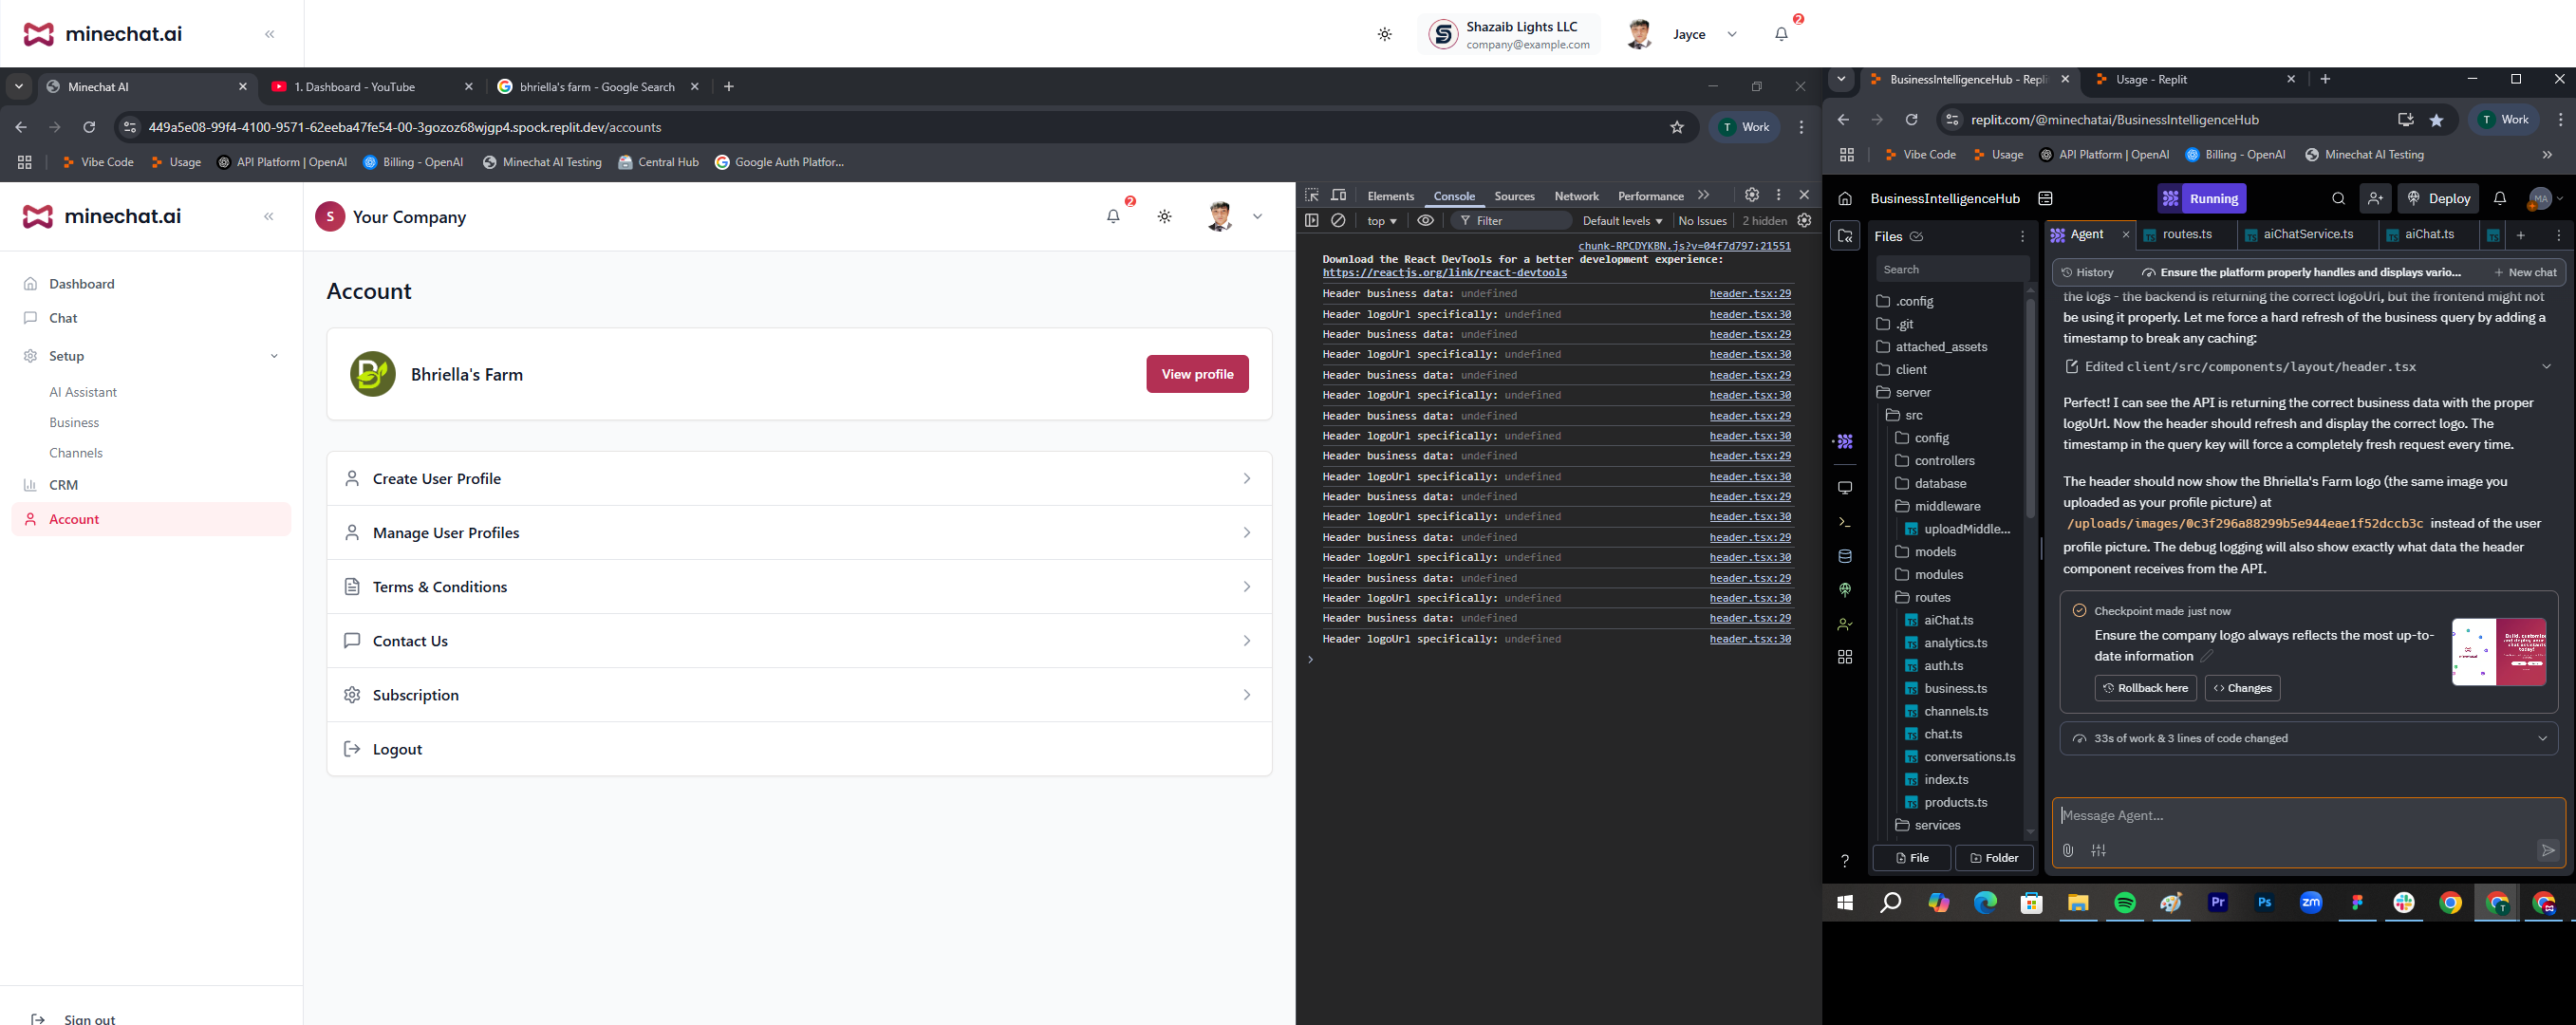 minechat.ai
«
Shazaib Lights LLC
company@example.com
Jayce
2
Minechat AI
1. Dashboard - YouTube
bhriella's farm - Google Search
449a5e08-99f4-4100-9571-62eeba47fe54-00-3gozoz68wjgp4.spock.replit.dev/accounts
T Work
Vibe Code
Usage
API Platform | OpenAI
Billing - OpenAI
Minechat AI Testing
Central Hub
Google Auth Platfor...
minechat.ai
«
Dashboard
Chat
Setup
AI Assistant
Business
Channels
CRM
Account
Sign out
S Your Company
2
Account
Bhriella's Farm
View profile
Create User Profile
Manage User Profiles
Terms & Conditions
Contact Us
Subscription
Logout
Elements Console Sources Network Performance
top Filter Default levels No Issues 2 hidden
chunk-RPCDYKBN.js?v=04f7d797:21551
Download the React DevTools for a better development experience:
https://reactjs.org/link/react-devtools
Header business data: undefined header.tsx:29
Header logoUrl specifically: undefined header.tsx:30
Header business data: undefined header.tsx:29
Header logoUrl specifically: undefined header.tsx:30
Header business data: undefined header.tsx:29
Header logoUrl specifically: undefined header.tsx:30
Header business data: undefined header.tsx:29
Header logoUrl specifically: undefined header.tsx:30
Header business data: undefined header.tsx:29
Header logoUrl specifically: undefined header.tsx:30
Header business data: undefined header.tsx:29
Header logoUrl specifically: undefined header.tsx:30
Header business data: undefined header.tsx:29
Header logoUrl specifically: undefined header.tsx:30
Header business data: undefined header.tsx:29
Header logoUrl specifically: undefined header.tsx:30
Header business data: undefined header.tsx:29
Header logoUrl specifically: undefined header.tsx:30
BusinessIntelligenceHub - Repli
Usage - Replit
replit.com/@minechatai/BusinessIntelligenceHub
T Work
Vibe Code
Usage
API Platform | OpenAI
Billing - OpenAI
Minechat AI Testing
BusinessIntelligenceHub
Running
Deploy
MA
Files
Search
.config
.git
attached_assets
client
server
src
config
controllers
database
middleware
uploadMiddle...
models
modules
routes
aiChat.ts
analytics.ts
auth.ts
business.ts
channels.ts
chat.ts
conversations.ts
index.ts
products.ts
services
File
Folder
Agent
routes.ts
aiChatService.ts
aiChat.ts
History
Ensure the platform properly handles and displays vario...
New chat
the logs - the backend is returning the correct logoUrl, but the frontend might not
be using it properly. Let me force a hard refresh of the business query by adding a
timestamp to break any caching:
Edited client/src/components/layout/header.tsx
Perfect! I can see the API is returning the correct business data with the proper
logoUrl. Now the header should refresh and display the correct logo. The
timestamp in the query key will force a completely fresh request every time.
The header should now show the Bhriella's Farm logo (the same image you
uploaded as your profile picture) at
/uploads/images/0c3f296a88299b5e944eae1f52dccb3c instead of the user
profile picture. The debug logging will also show exactly what data the header
component receives from the API.
Checkpoint made just now
Ensure the company logo always reflects the most up-to-
date information
Rollback here
Changes
33s of work & 3 lines of code changed
Message Agent...
Pr
Ps
zm